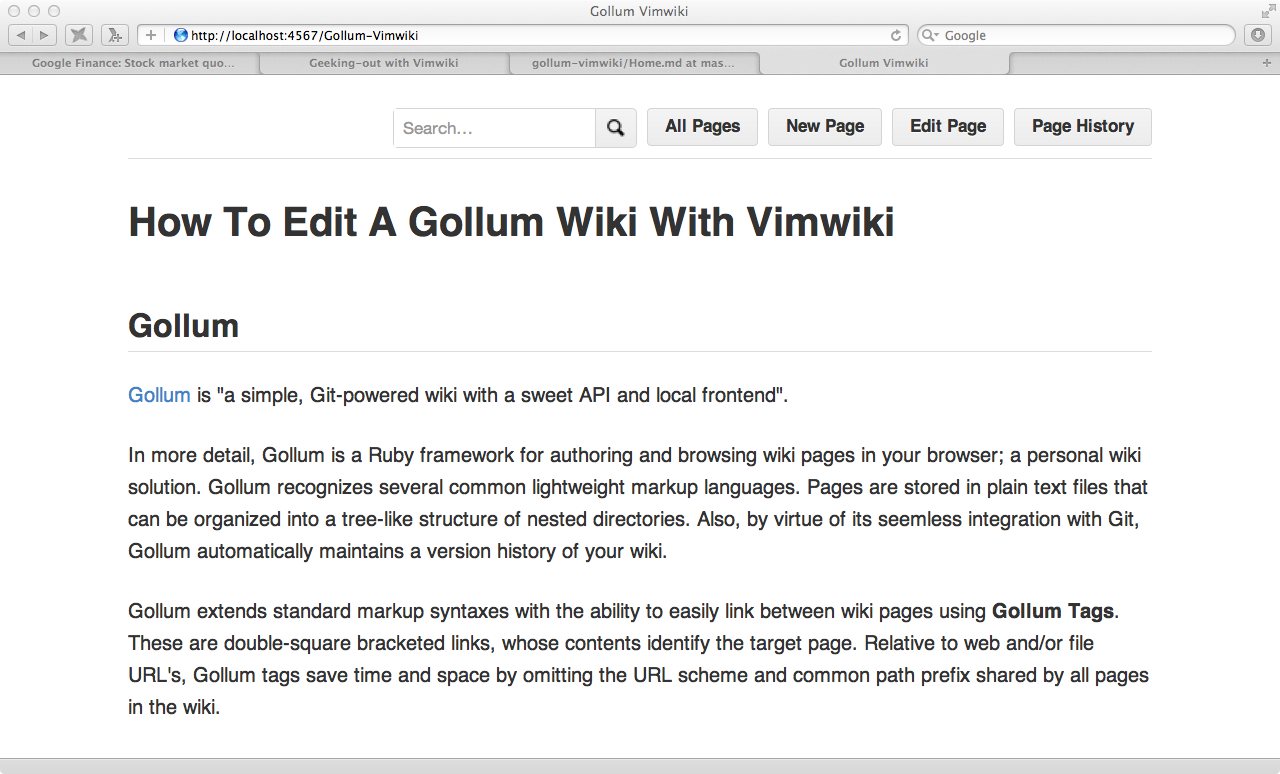 Gollum Vimwiki
http://localhost:4567/Gollum-Vimwiki
Google
Google Finance: Stock market quo...
Geeking-out with Vimwiki
gollum-vimwiki/Home.md at mas...
Gollum Vimwiki
Search...
All Pages
New Page
Edit Page
Page History
How To Edit A Gollum Wiki With Vimwiki
Gollum
Gollum is "a simple, Git-powered wiki with a sweet API and local frontend".
In more detail, Gollum is a Ruby framework for authoring and browsing wiki pages in your browser; a personal wiki
solution. Gollum recognizes several common lightweight markup languages. Pages are stored in plain text files that
can be organized into a tree-like structure of nested directories. Also, by virtue of its seemless integration with Git,
Gollum automatically maintains a version history of your wiki.
Gollum extends standard markup syntaxes with the ability to easily link between wiki pages using Gollum Tags.
These are double-square bracketed links, whose contents identify the target page. Relative to web and/or file
URL's, Gollum tags save time and space by omitting the URL scheme and common path prefix shared by all pages
in the wiki.